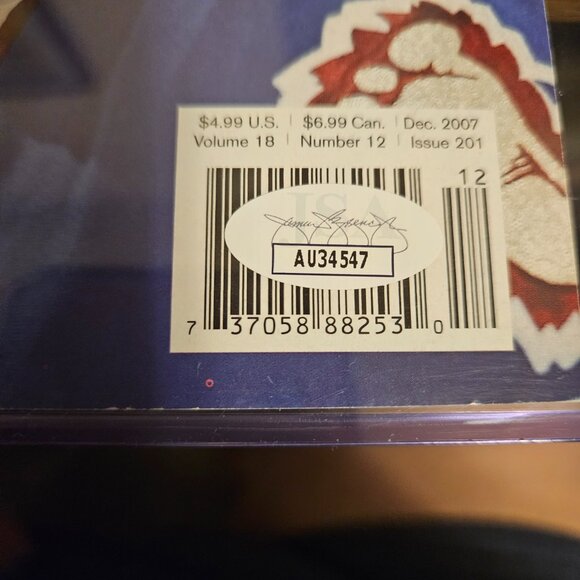 $4.99 U.S. $6.99 Can. Dec. 2007
Volume 18 Number 12 Issue 201
12
JSA
AU34547
7 37058 88253 0